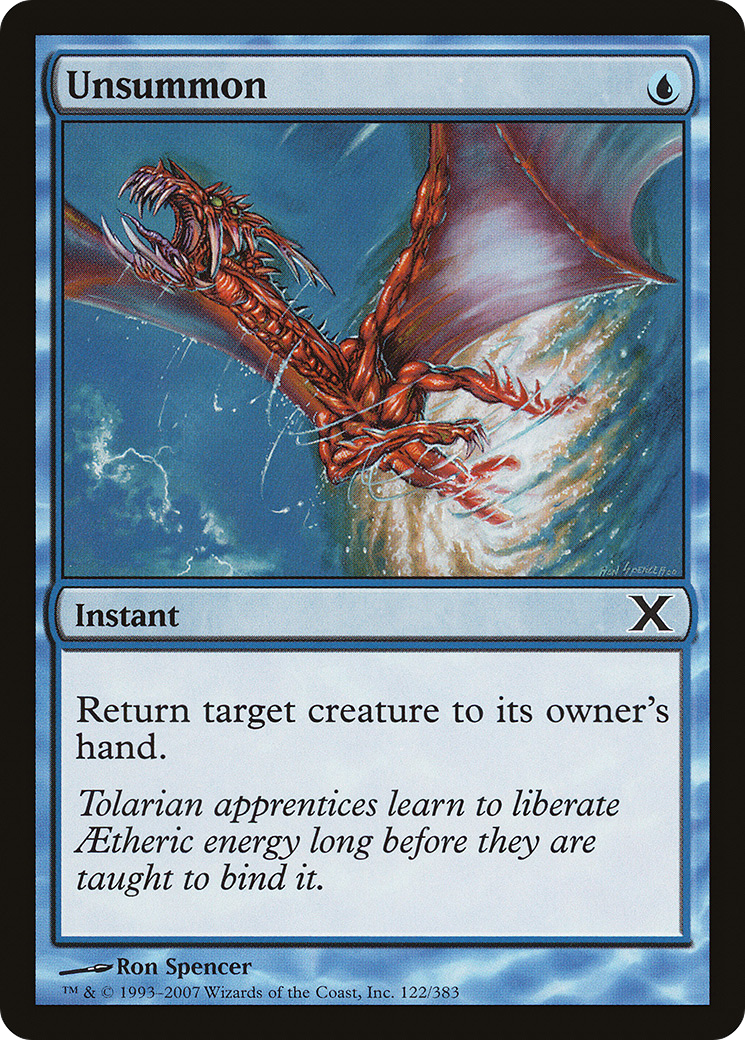 Unsummon
Instant
X
Return target creature to its owner's
hand.
Tolarian apprentices learn to liberate
Ætheric energy long before they are
taught to bind it.
Ron Spencer
™ & © 1993–2007 Wizards of the Coast, Inc. 122/383